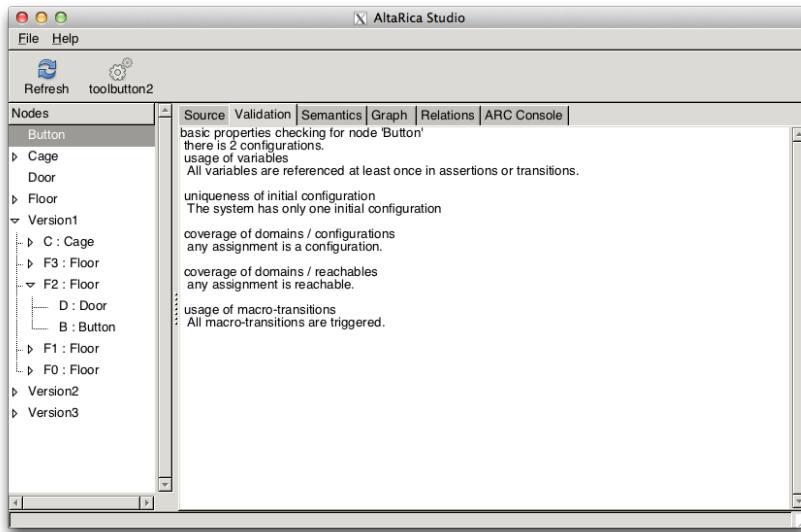 AltaRica Studio
File Help
Refresh toolbutton2
Nodes
Button
Cage
Door
Floor
Version1
C : Cage
F3 : Floor
F2 : Floor
D : Door
B : Button
F1 : Floor
F0 : Floor
Version2
Version3
Source Validation Semantics Graph Relations ARC Console
basic properties checking for node 'Button'
there is 2 configurations.
usage of variables
All variables are referenced at least once in assertions or transitions.
uniqueness of initial configuration
The system has only one initial configuration
coverage of domains / configurations
any assignment is a configuration.
coverage of domains / reachables
any assignment is reachable.
usage of macro-transitions
All macro-transitions are triggered.